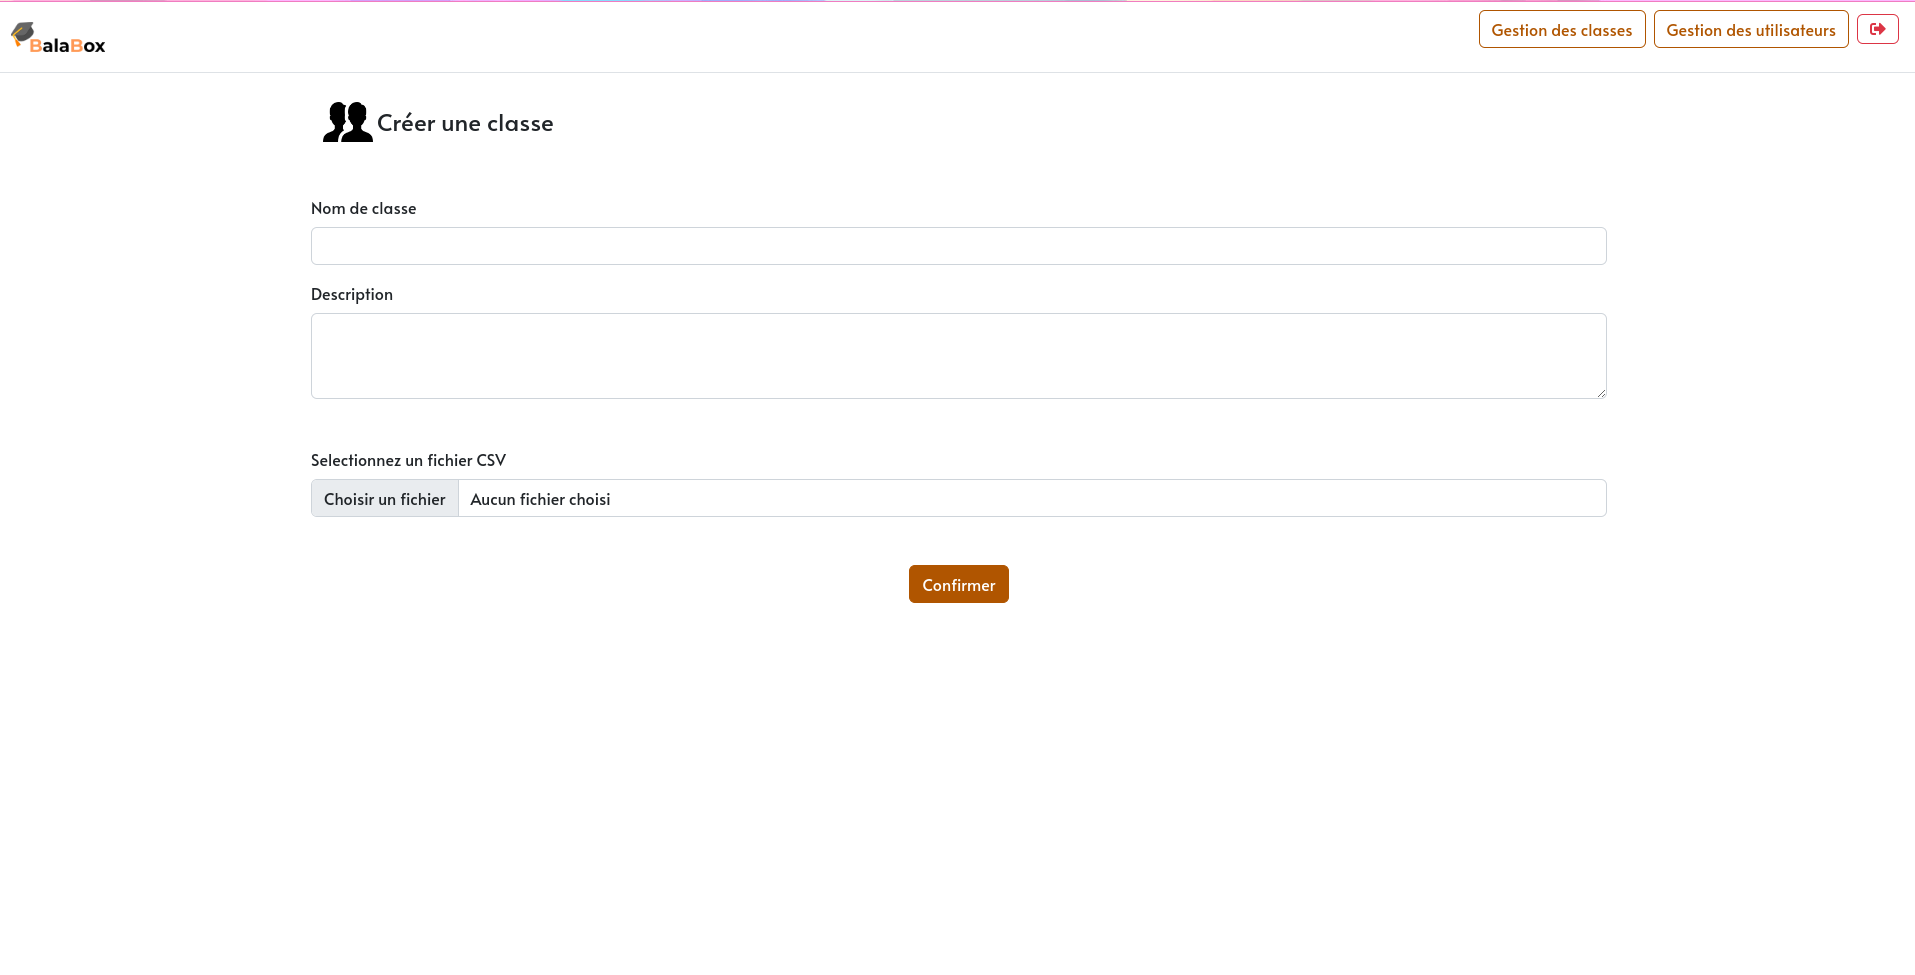 BalaBox
Gestion des classes
Gestion des utilisateurs
Créer une classe
Nom de classe
Description
Selectionnez un fichier CSV
Choisir un fichier Aucun fichier choisi
Confirmer